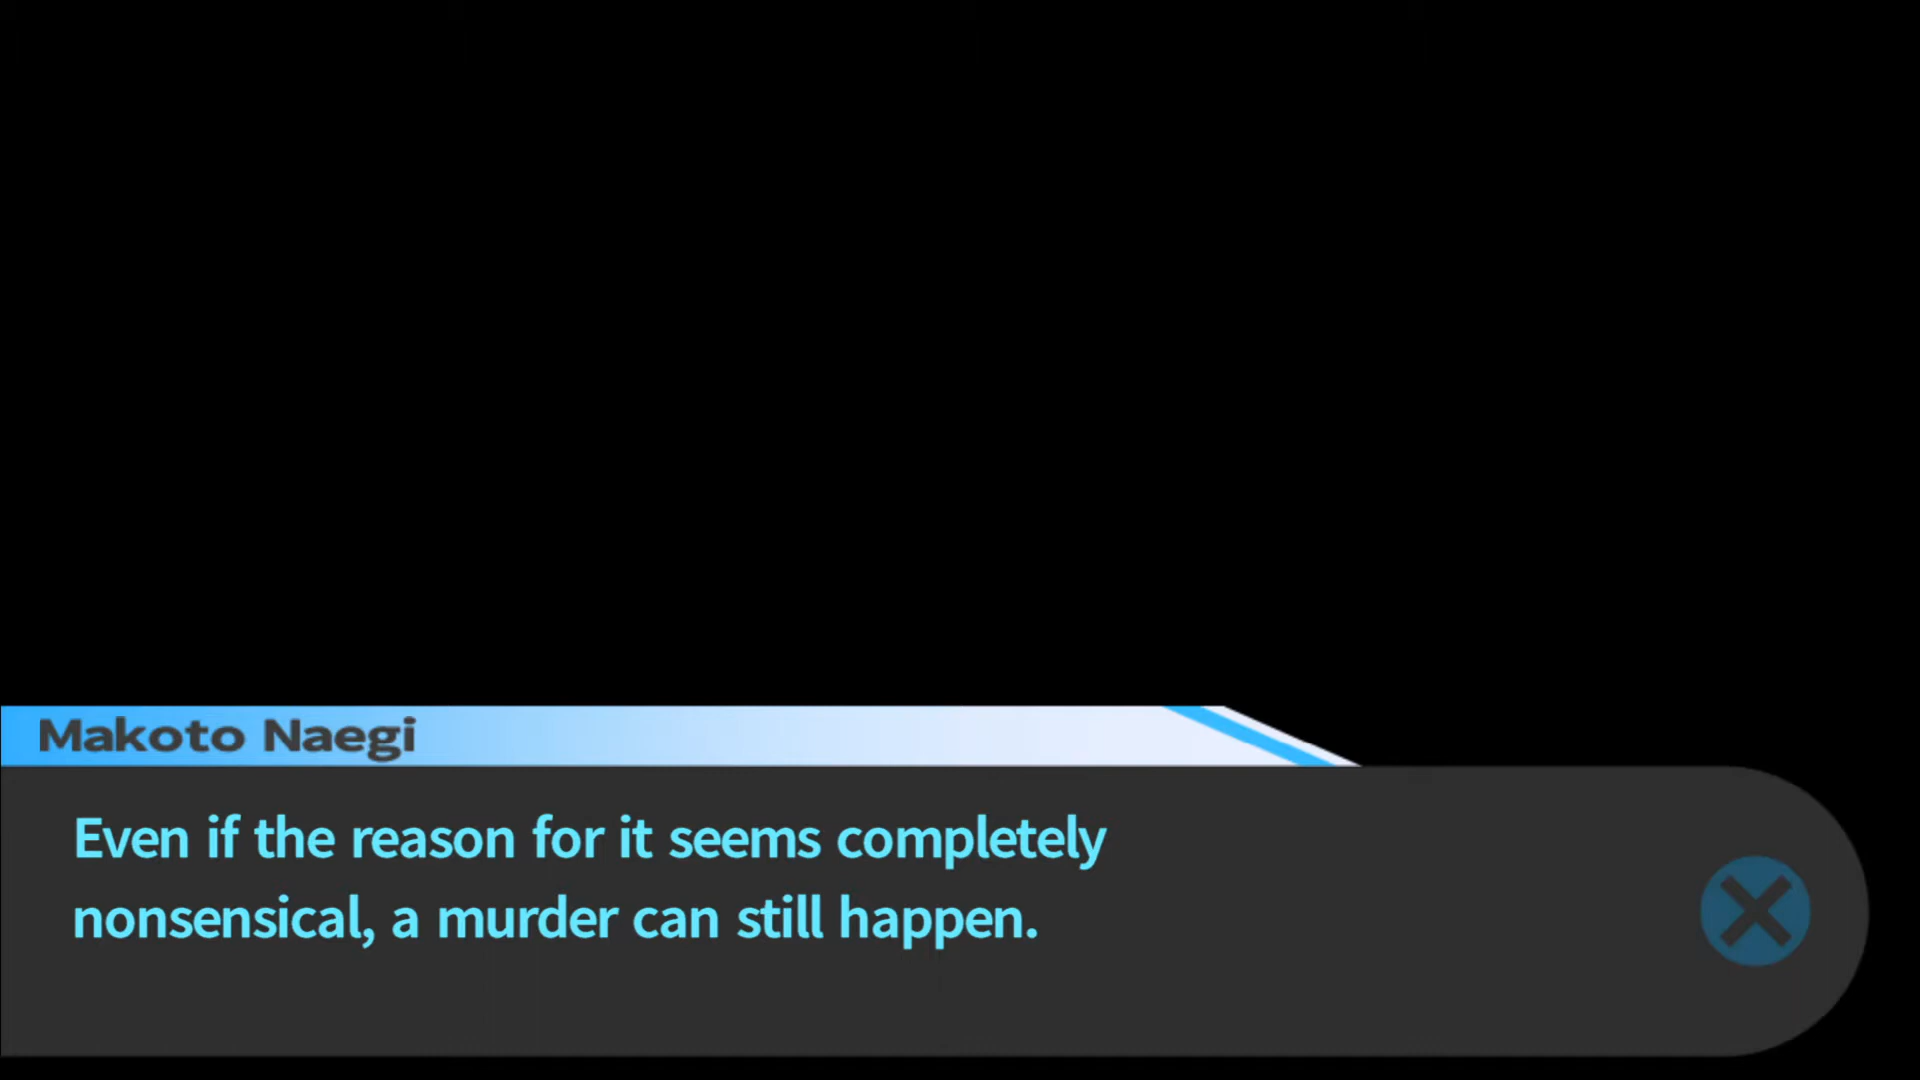 Makoto Naegi
Even if the reason for it seems completely
nonsensical, a murder can still happen.